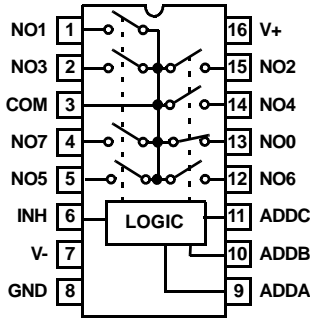 NO1 1 16 V+
NO3 2 15 NO2
COM 3 14 NO4
NO7 4 13 NO0
NO5 5 12 NO6
INH 6 LOGIC 11 ADDC
V- 7 10 ADDB
GND 8 9 ADDA